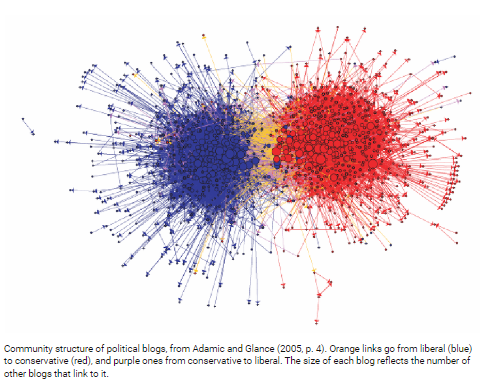 Community structure of political blogs, from Adamic and Glance (2005, p. 4). Orange links go from liberal (blue)
to conservative (red), and purple ones from conservative to liberal. The size of each blog reflects the number of
other blogs that link to it.